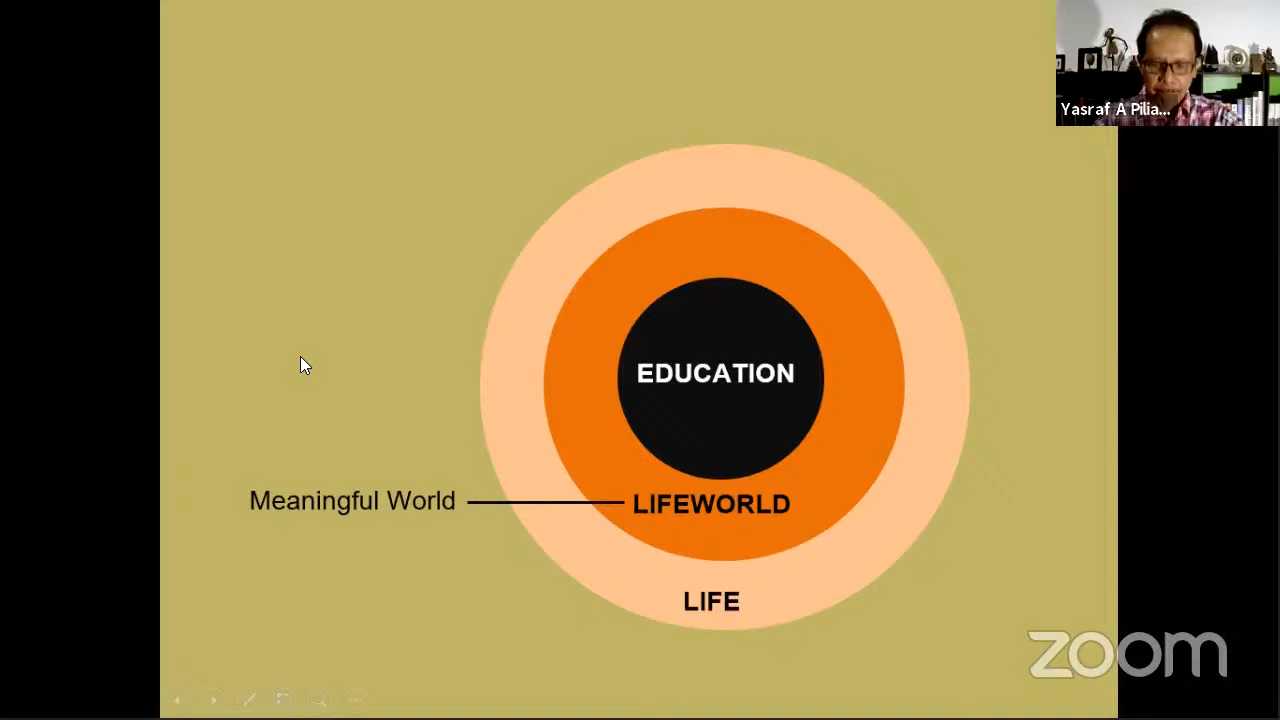 Yasraf A Pilia...
EDUCATION
Meaningful World
LIFEWORLD
LIFE
zoom